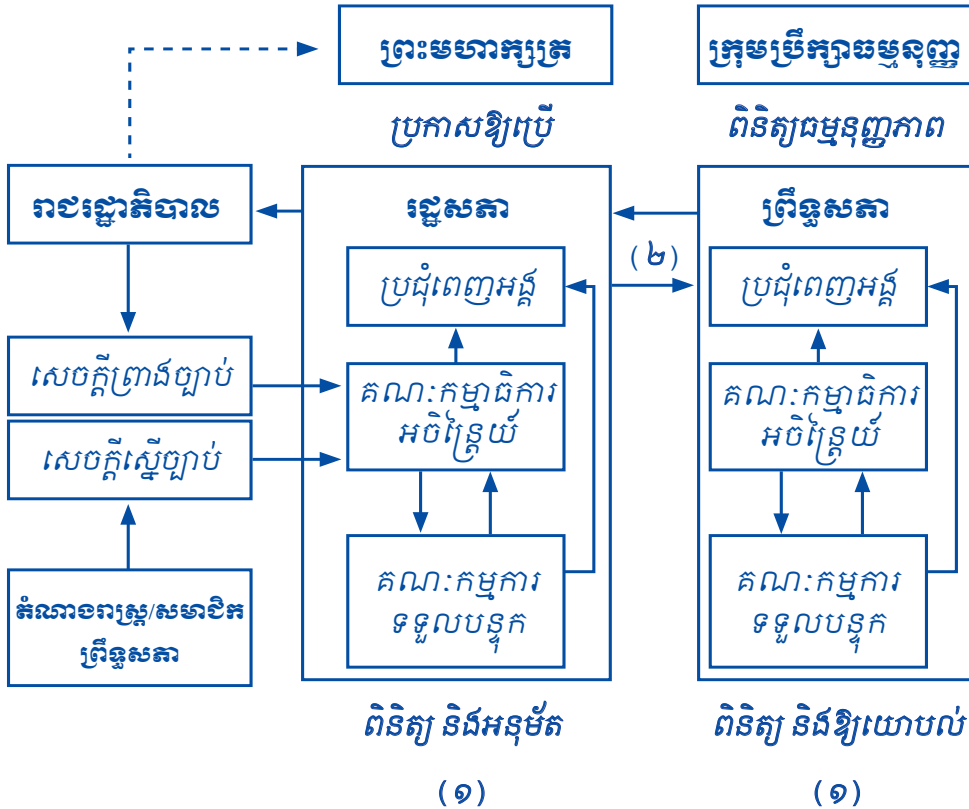 ព្រះមហាក្សត្រ
ក្រុមប្រឹក្សាធម្មនុញ្ញ
ប្រកាសឱ្យប្រើ
ពិនិត្យធម្មនុញ្ញភាព
រាជរដ្ឋាភិបាល
រដ្ឋសភា
ព្រឹទ្ធសភា
(២)
ប្រជុំពេញអង្គ
ប្រជុំពេញអង្គ
សេចក្តីព្រាងច្បាប់
គណៈកម្មាធិការ
អចិន្ត្រៃយ៍
គណៈកម្មាធិការ
អចិន្ត្រៃយ៍
សេចក្តីស្នើច្បាប់
តំណាងរាស្ត្រ/សមាជិក
ព្រឹទ្ធសភា
គណៈកម្មការ
ទទួលបន្ទុក
គណៈកម្មការ
ទទួលបន្ទុក
ពិនិត្យ និងអនុម័ត
ពិនិត្យ និងឱ្យយោបល់
(១)
(១)